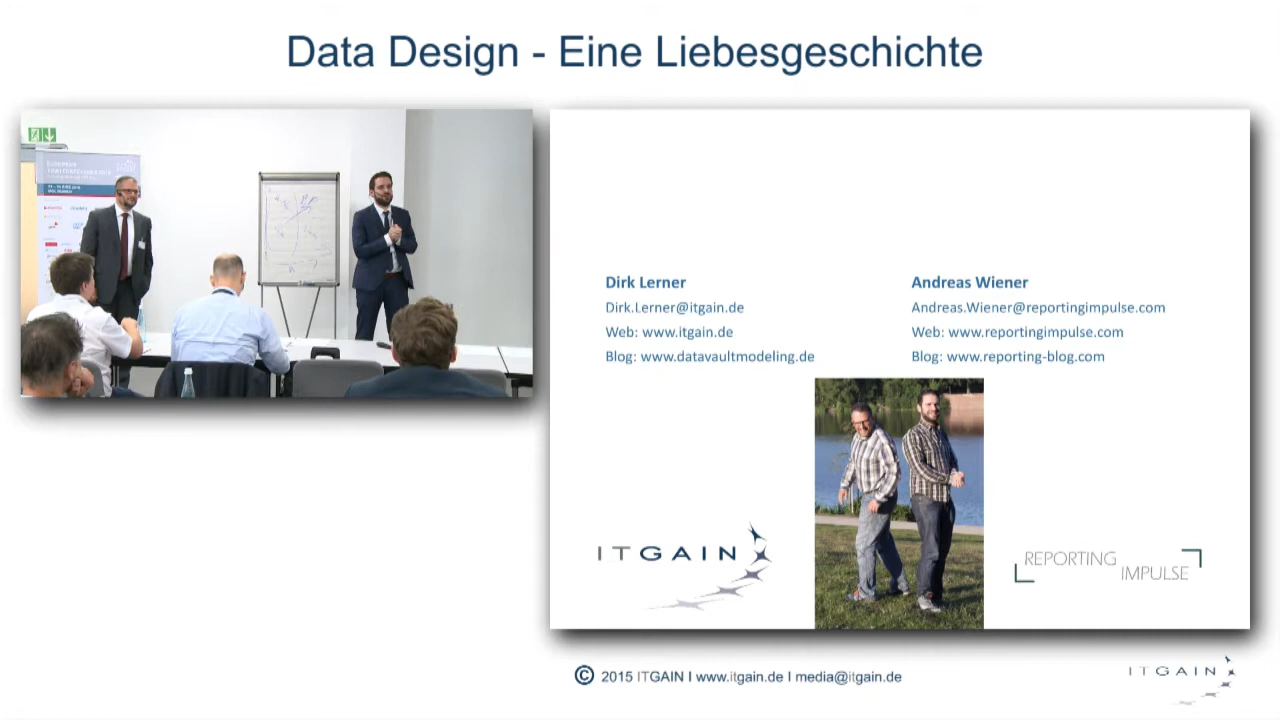 Data Design - Eine Liebesgeschichte
Dirk Lerner
Dirk.Lerner@itgain.de
Web: www.itgain.de
Blog: www.datavaultmodeling.de
Andreas Wiener
Andreas.Wiener@reportingimpulse.com
Web: www.reportingimpulse.com
Blog: www.reporting-blog.com
ITGAIN
REPORTING
IMPULSE
© 2015 ITGAIN I www.itgain.de I media@itgain.de
ITGAIN